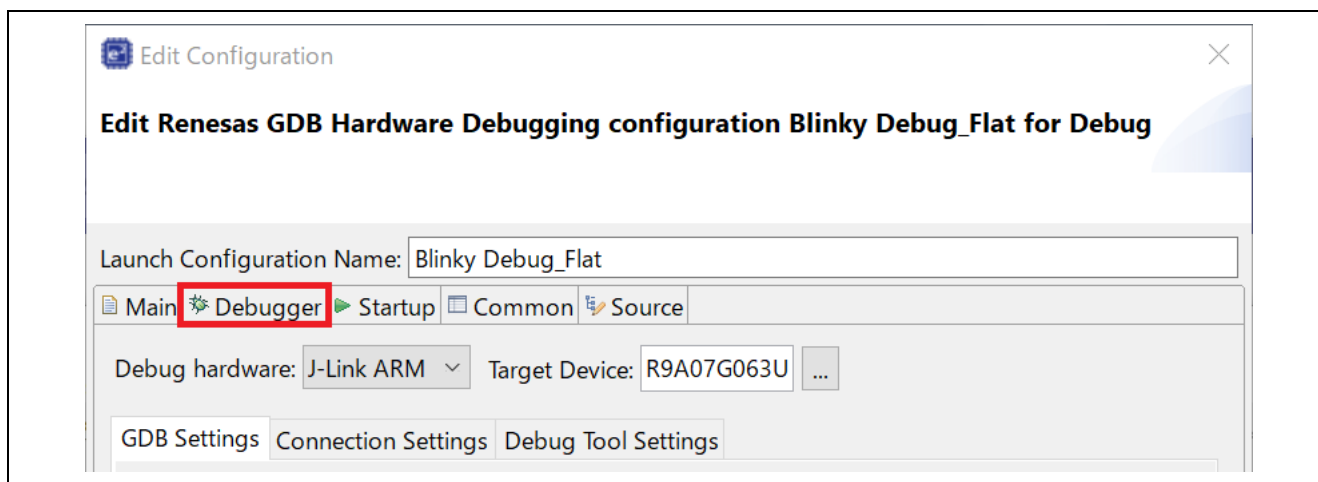 Edit Configuration
Edit Renesas GDB Hardware Debugging configuration Blinky Debug_Flat for Debug
Launch Configuration Name: Blinky Debug_Flat
Main Debugger Startup Common Source
Debug hardware: J-Link ARM Target Device: R9A07G063U ...
GDB Settings Connection Settings Debug Tool Settings